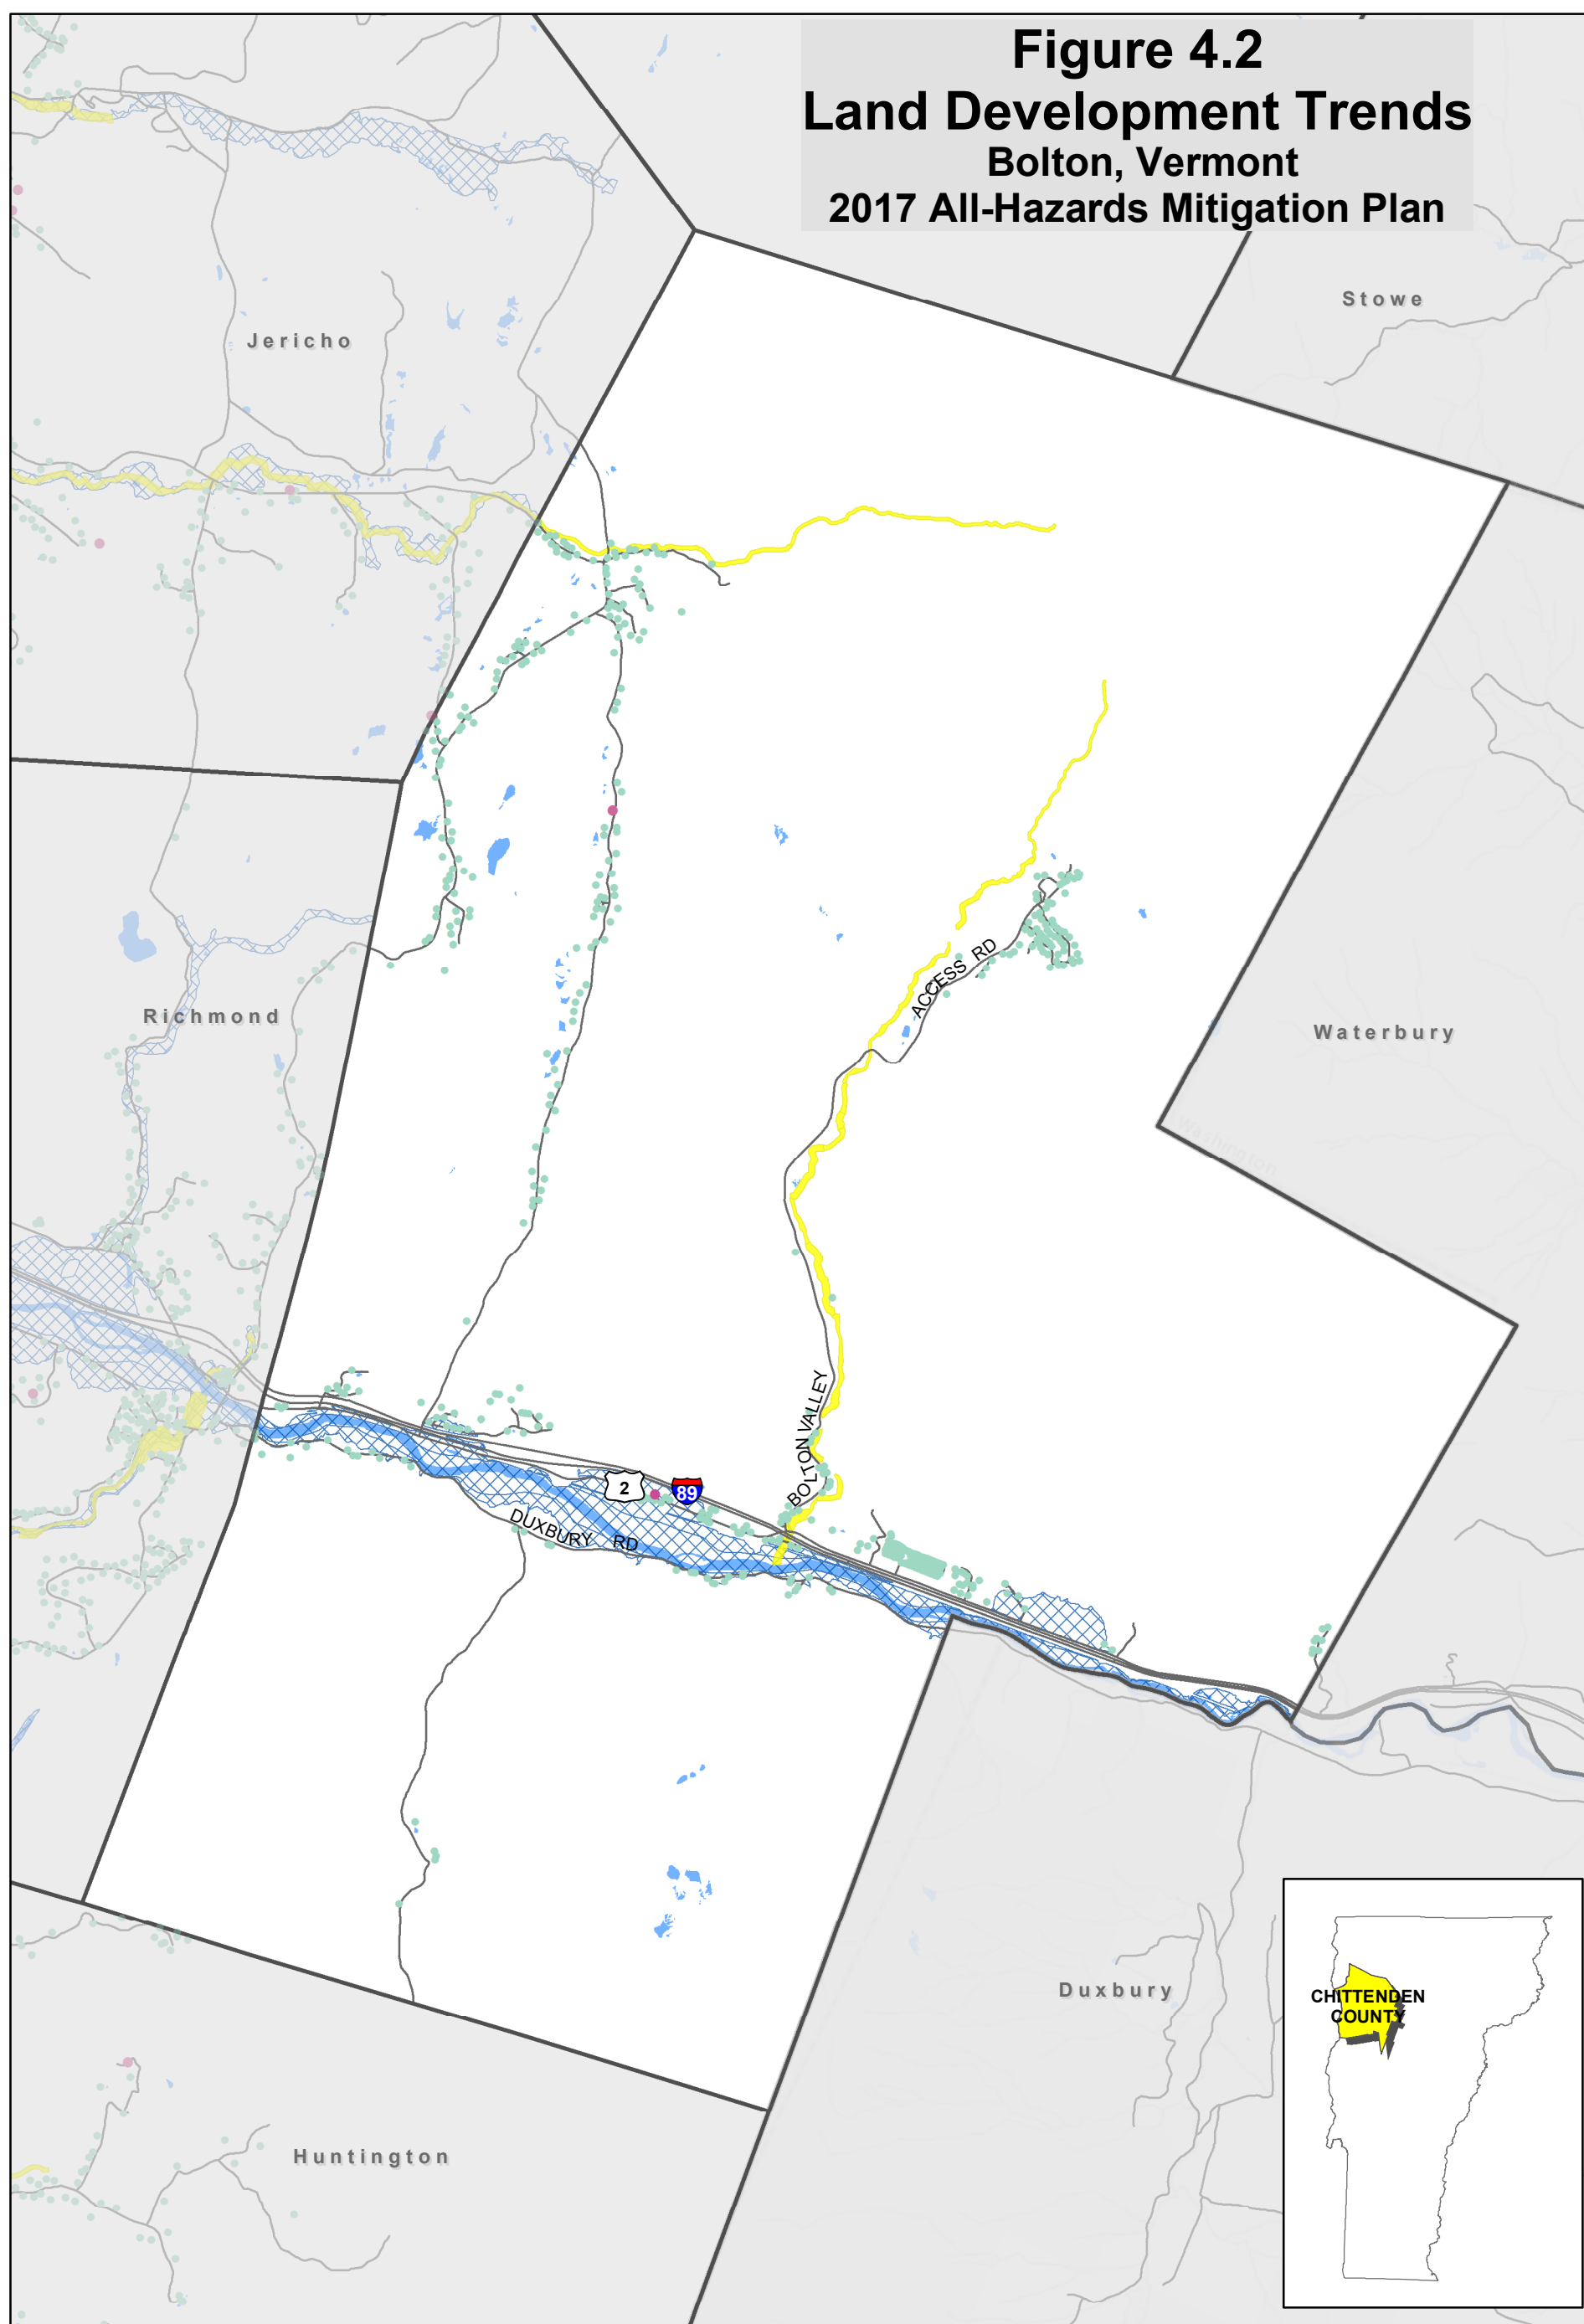 Figure 4.2
Land Development Trends
Bolton, Vermont
2017 All-Hazards Mitigation Plan
Stowe
Jericho
ACCESS RD
Richmond
Waterbury
Washington
BOLTON VALLEY
2
89
DUXBURY RD
Duxbury
CHITTENDEN
COUNTY
Huntington